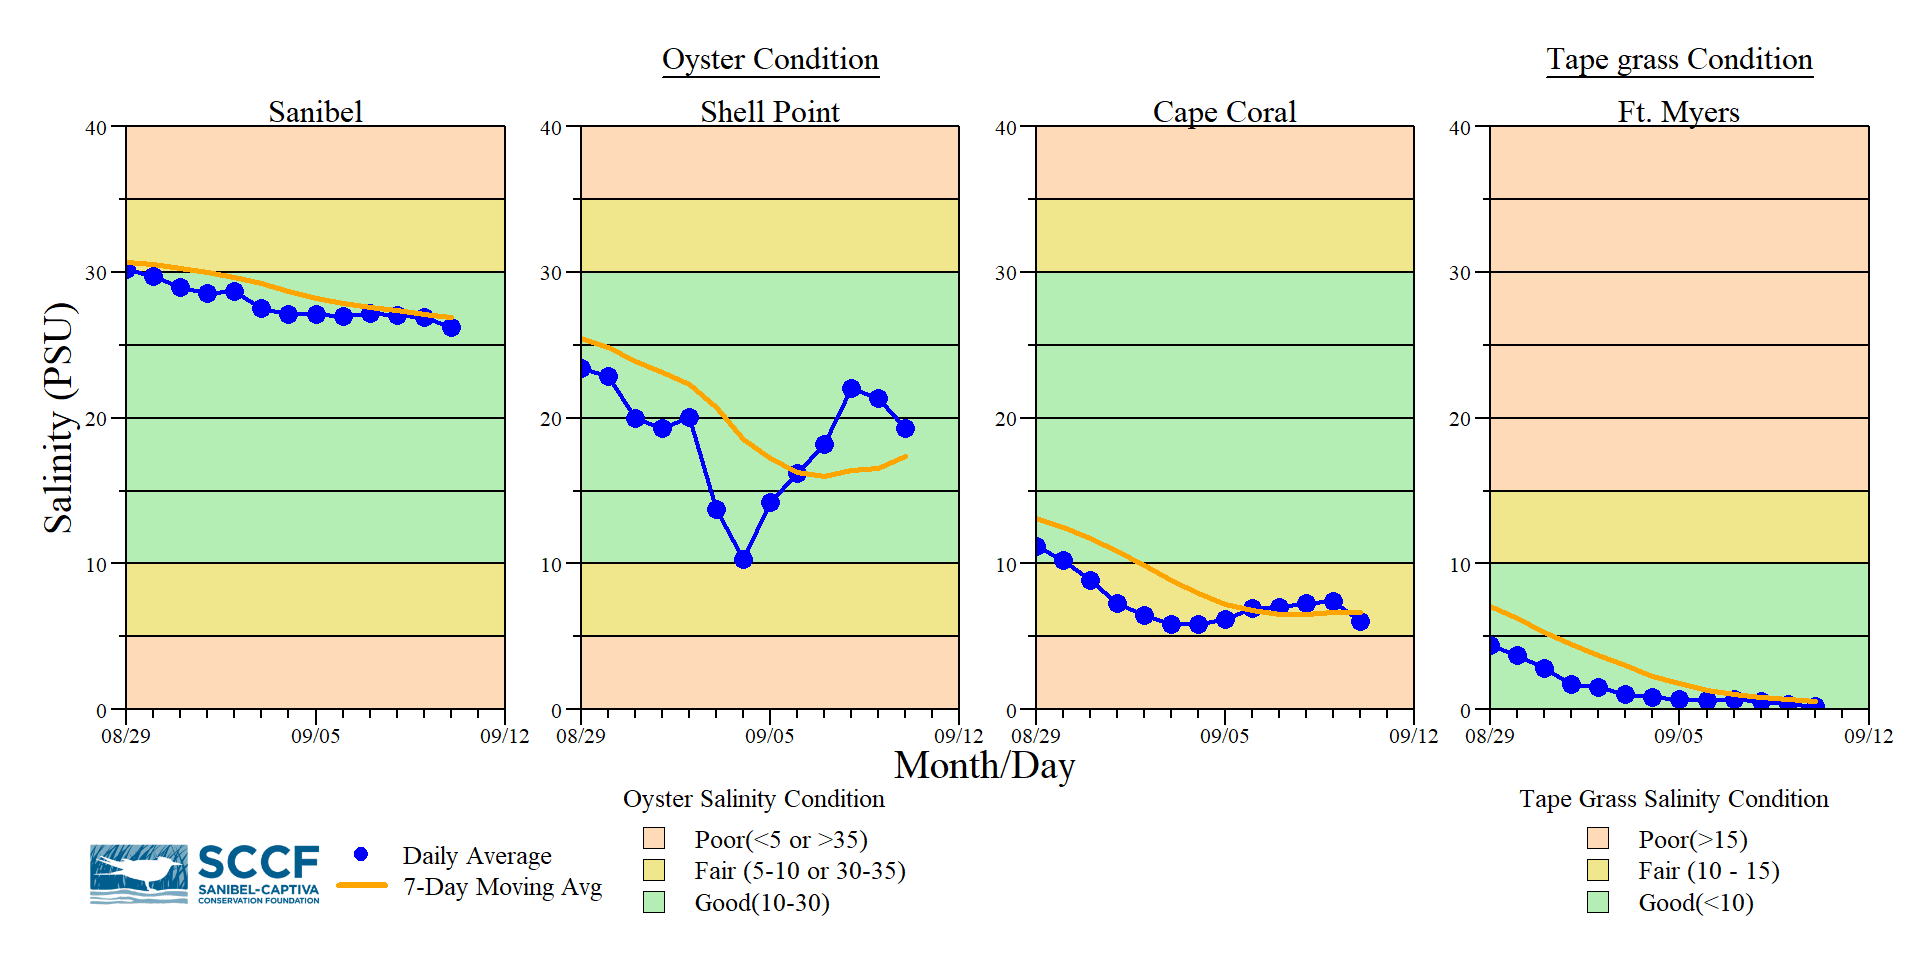 Oyster Condition
Tape grass Condition
Sanibel
Shell Point
Cape Coral
Ft. Myers
Salinity (PSU)
40
30
20
10
0
08/29
09/05
09/12
40
30
20
10
0
08/29
09/05
09/12
40
30
20
10
0
08/29
09/05
09/12
40
30
20
10
0
08/29
09/05
09/12
Month/Day
SCCF
SANIBEL-CAPTIVA
CONSERVATION FOUNDATION
Daily Average
7-Day Moving Avg
Oyster Salinity Condition
Poor(<5 or >35)
Fair (5-10 or 30-35)
Good(10-30)
Tape Grass Salinity Condition
Poor(>15)
Fair (10 - 15)
Good(<10)